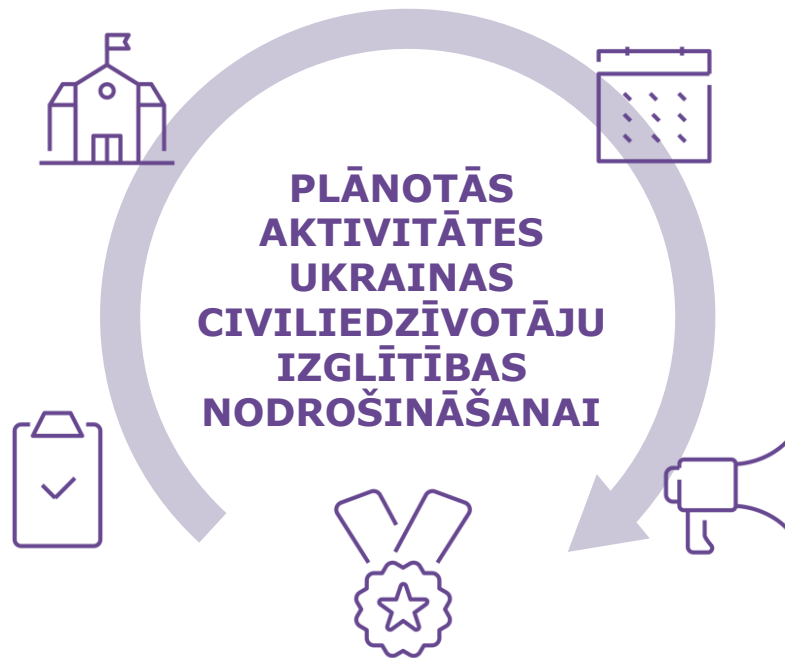 PLĀNOTĀS
AKTIVITĀTES
UKRAINAS
CIVILIEDZĪVOTĀJU
IZGLĪTĪBAS
NODROŠINĀŠANAI